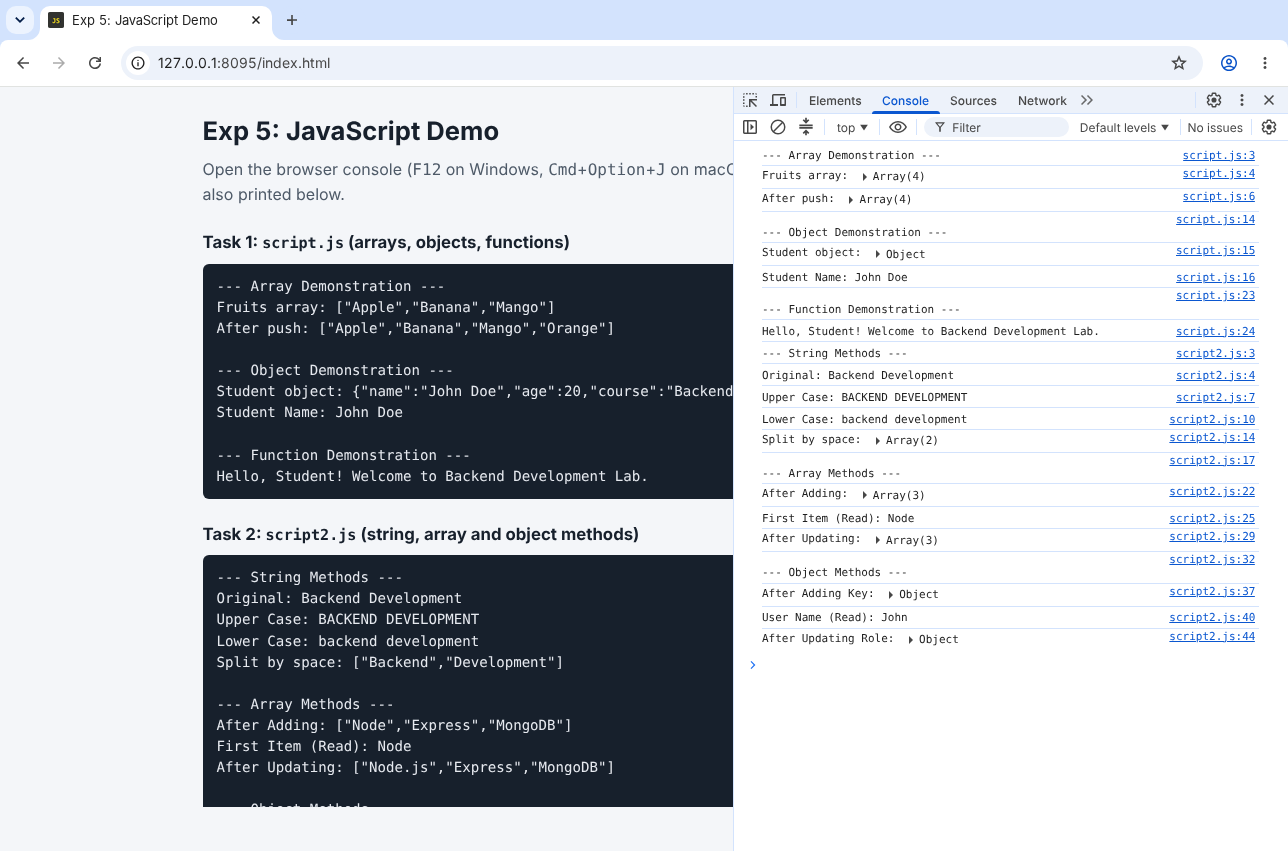 Exp 5: JavaScript Demo
127.0.0.1:8095/index.html
Exp 5: JavaScript Demo
Open the browser console (F12 on Windows, Cmd+Option+J on macO
also printed below.
Task 1: script.js (arrays, objects, functions)
--- Array Demonstration ---
Fruits array: ["Apple","Banana","Mango"]
After push: ["Apple","Banana","Mango","Orange"]
--- Object Demonstration ---
Student object: {"name":"John Doe","age":20,"course":"Backend
Student Name: John Doe
--- Function Demonstration ---
Hello, Student! Welcome to Backend Development Lab.
Task 2: script2.js (string, array and object methods)
--- String Methods ---
Original: Backend Development
Upper Case: BACKEND DEVELOPMENT
Lower Case: backend development
Split by space: ["Backend","Development"]
--- Array Methods ---
After Adding: ["Node","Express","MongoDB"]
First Item (Read): Node
After Updating: ["Node.js","Express","MongoDB"]
--- Object Methods ---
Elements Console Sources Network
top Filter Default levels No issues
--- Array Demonstration --- script.js:3
Fruits array: Array(4) script.js:4
After push: Array(4) script.js:6
script.js:14
--- Object Demonstration ---
Student object: Object script.js:15
Student Name: John Doe script.js:16
script.js:23
--- Function Demonstration ---
Hello, Student! Welcome to Backend Development Lab. script.js:24
--- String Methods --- script2.js:3
Original: Backend Development script2.js:4
Upper Case: BACKEND DEVELOPMENT script2.js:7
Lower Case: backend development script2.js:10
Split by space: Array(2) script2.js:14
script2.js:17
--- Array Methods ---
After Adding: Array(3) script2.js:22
First Item (Read): Node script2.js:25
After Updating: Array(3) script2.js:29
script2.js:32
--- Object Methods ---
After Adding Key: Object script2.js:37
User Name (Read): John script2.js:40
After Updating Role: Object script2.js:44